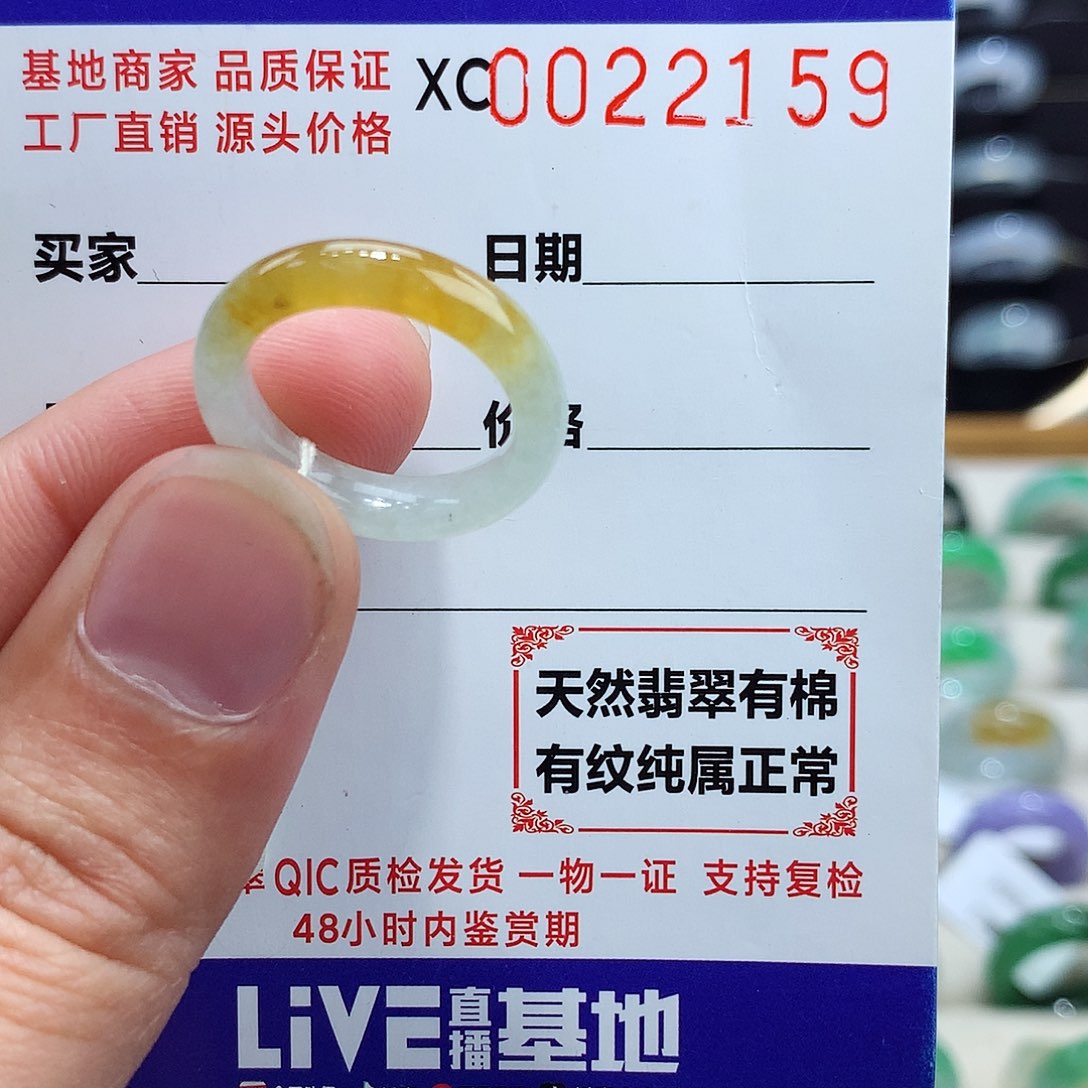 基地商家 品质保证
工厂直销 源头价格
XC0022159
买家
日期
价格
天然翡翠有棉
有纹纯属正常
QIC质检发货 一物一证 支持复检
48小时内鉴赏期
LiVE直播基地